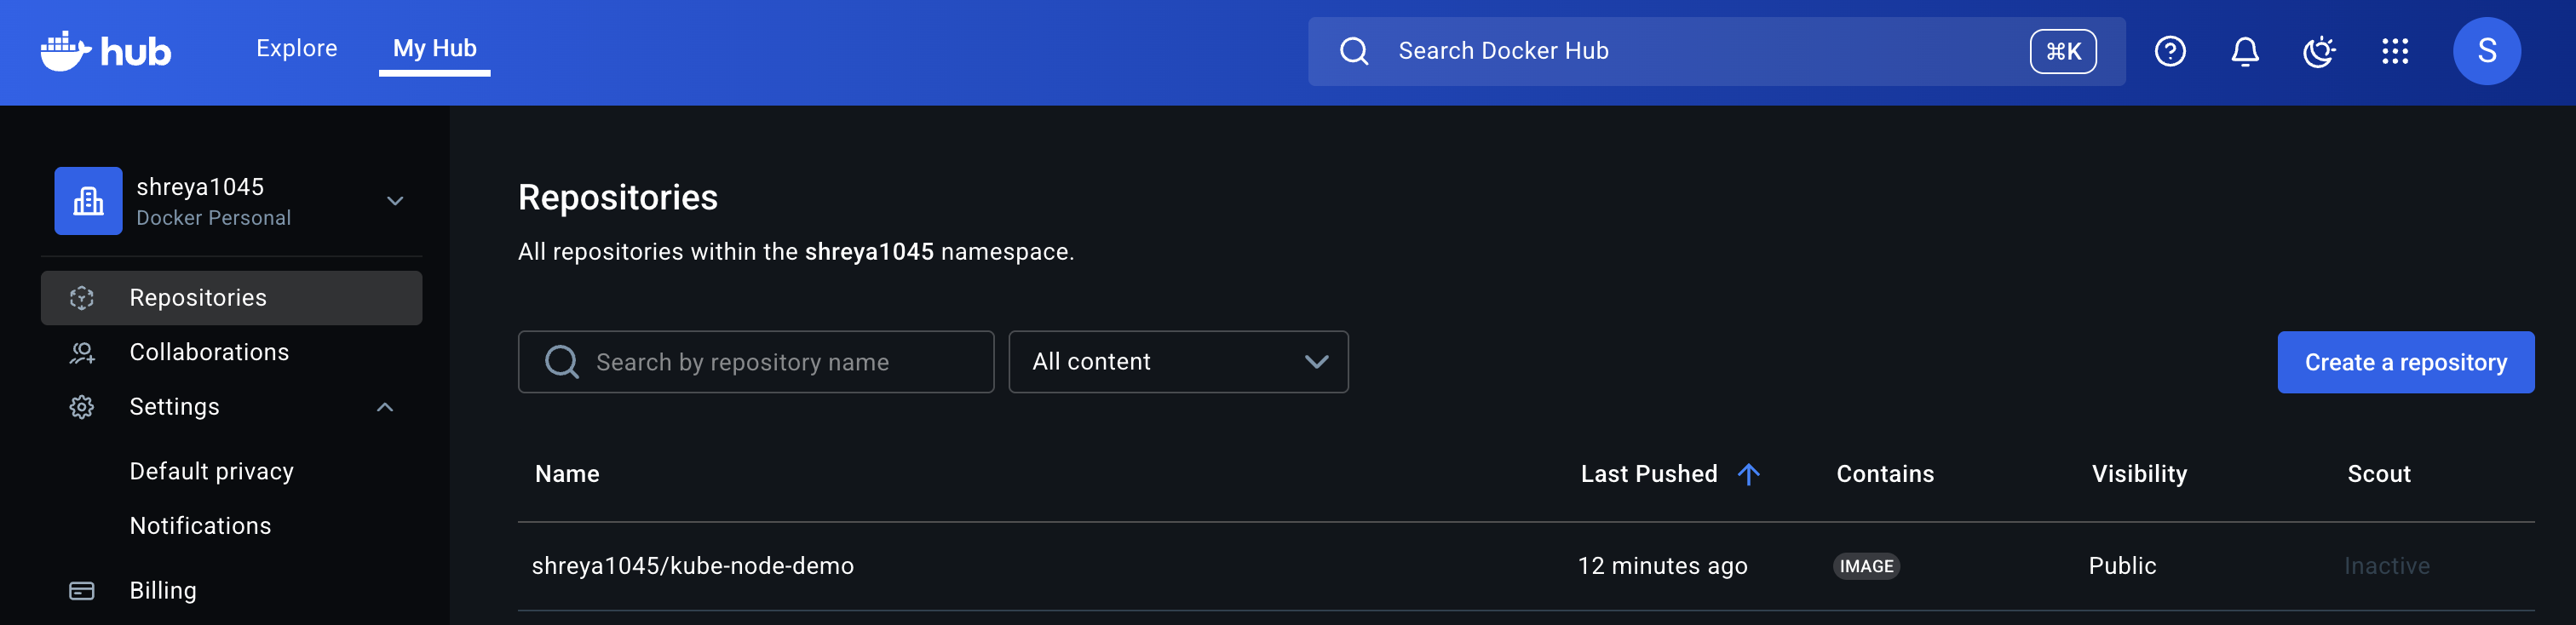 hub
Explore
My Hub
Search Docker Hub
⌘K
S
shreya1045
Docker Personal
Repositories
Collaborations
Settings
Default privacy
Notifications
Billing
Repositories
All repositories within the shreya1045 namespace.
Search by repository name
All content
Create a repository
Name Last Pushed Contains Visibility Scout
shreya1045/kube-node-demo 12 minutes ago IMAGE Public Inactive